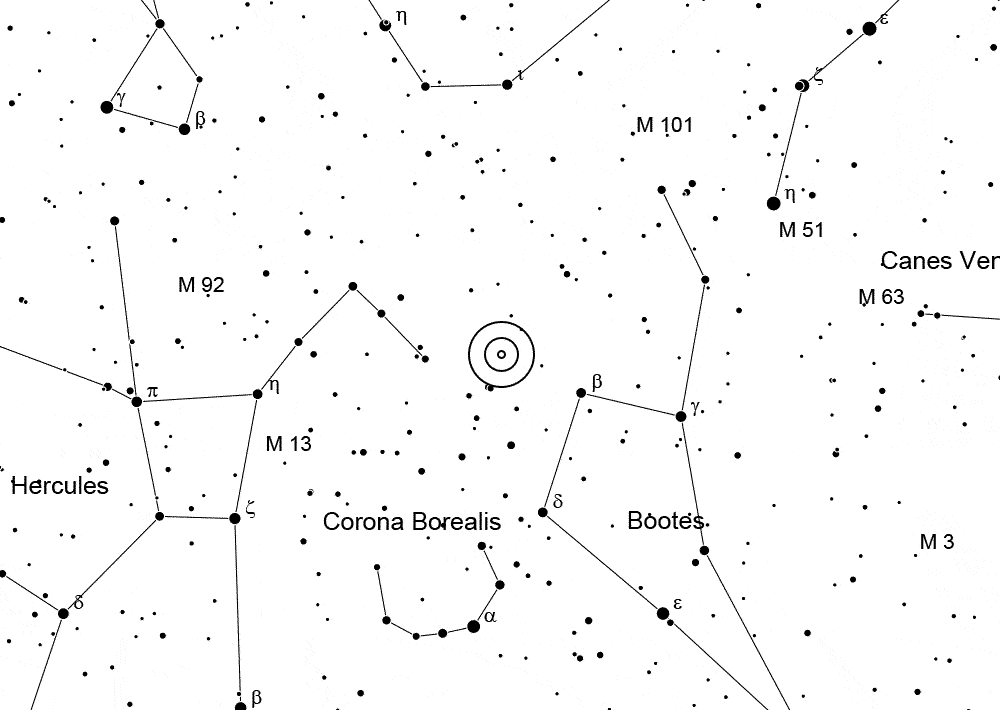 η
ε
ζ
γ
β
ι
M 101
η
M 51
Canes Ven
M 92
M 63
π
η
β
γ
M 13
Hercules
ζ
δ
Corona Borealis
Bootes
M 3
δ
α
ε
β